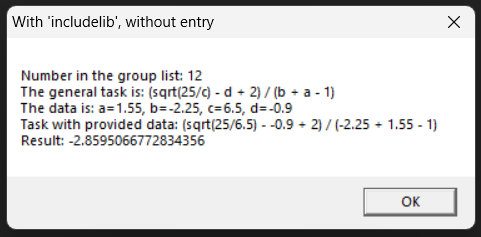 With 'includelib', without entry
Number in the group list: 12
The general task is: (sqrt(25/c) - d + 2) / (b + a - 1)
The data is: a=1.55, b=-2.25, c=6.5, d=-0.9
Task with provided data: (sqrt(25/6.5) - -0.9 + 2) / (-2.25 + 1.55 - 1)
Result: -2.8595066772834356
OK